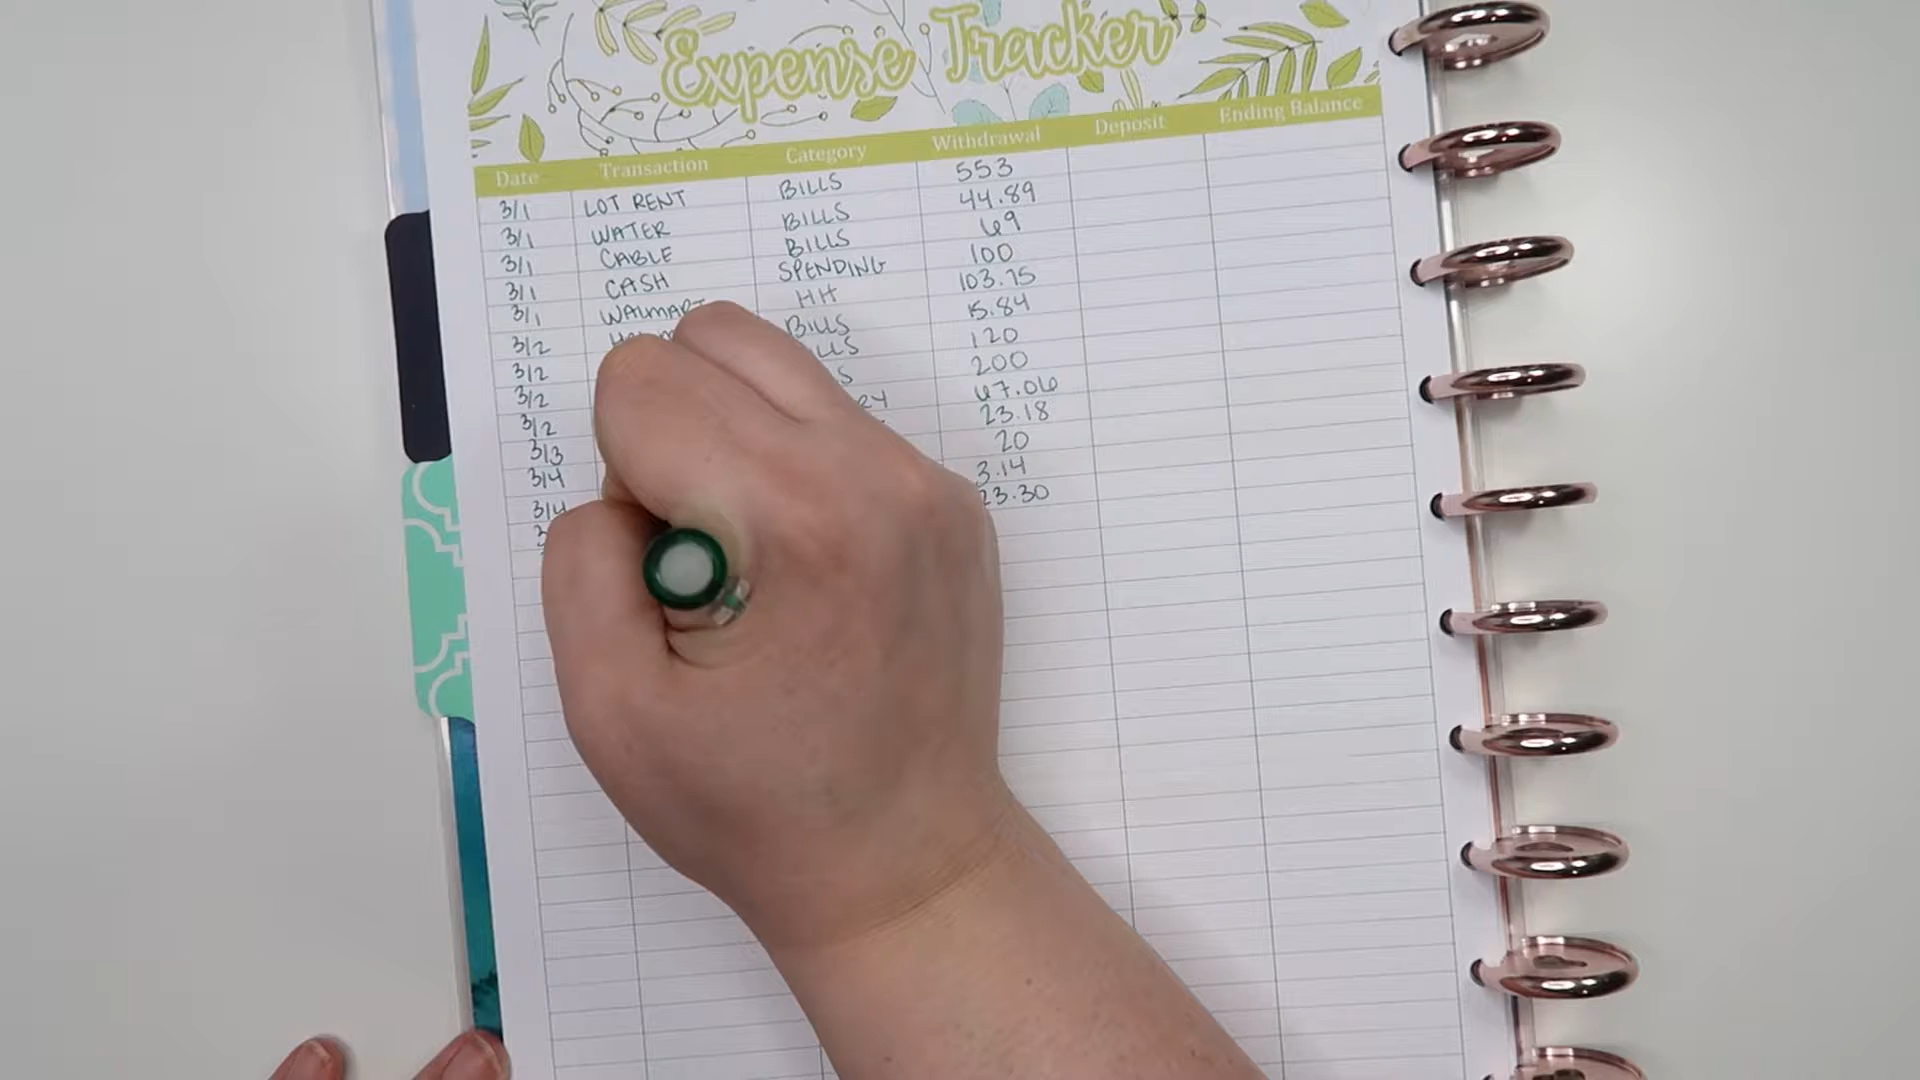 Expense Tracker
Date Transaction Category Withdrawal Deposit Ending Balance
3/1 LOT RENT BILLS 553
3/1 WATER BILLS 44.89
3/1 CABLE BILLS 69
3/1 CASH SPENDING 100
3/1 WALMART HH 103.75
3/2 BILLS 15.84
3/2 120
3/2 200
3/2 67.06
3/3 23.18
3/4 20
3/4 3.14
23.30